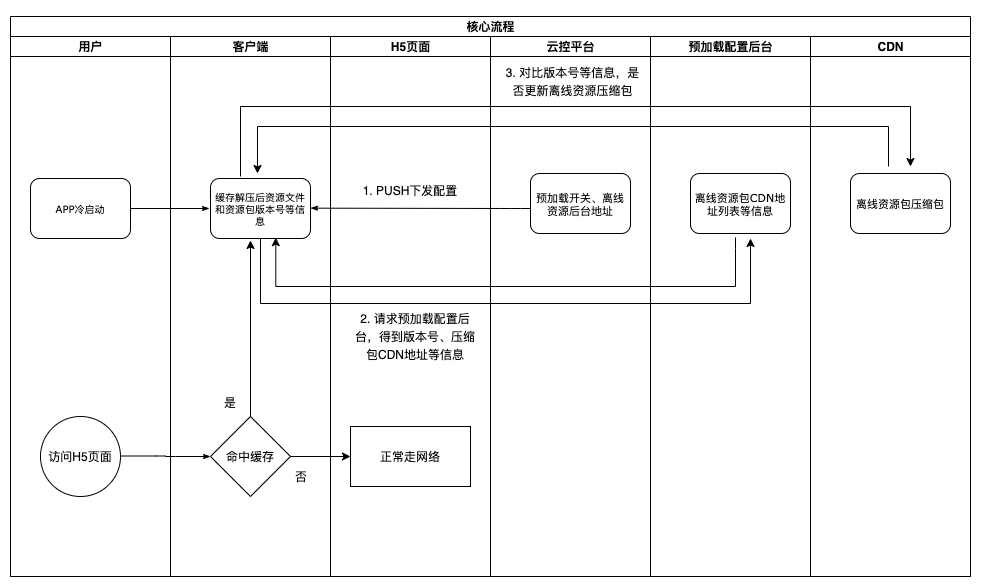 核心流程
用户
客户端
H5页面
云控平台
预加载配置后台
CDN
3. 对比版本号等信息，是
否更新离线资源压缩包
APP冷启动
缓存解压后资源文件
和资源包版本号等信
息
1. PUSH下发配置
预加载开关、离线
资源后台地址
离线资源包CDN地
址列表等信息
离线资源包压缩包
2. 请求预加载配置后
台，得到版本号、压缩
包CDN地址等信息
是
访问H5页面
命中缓存
否
正常走网络